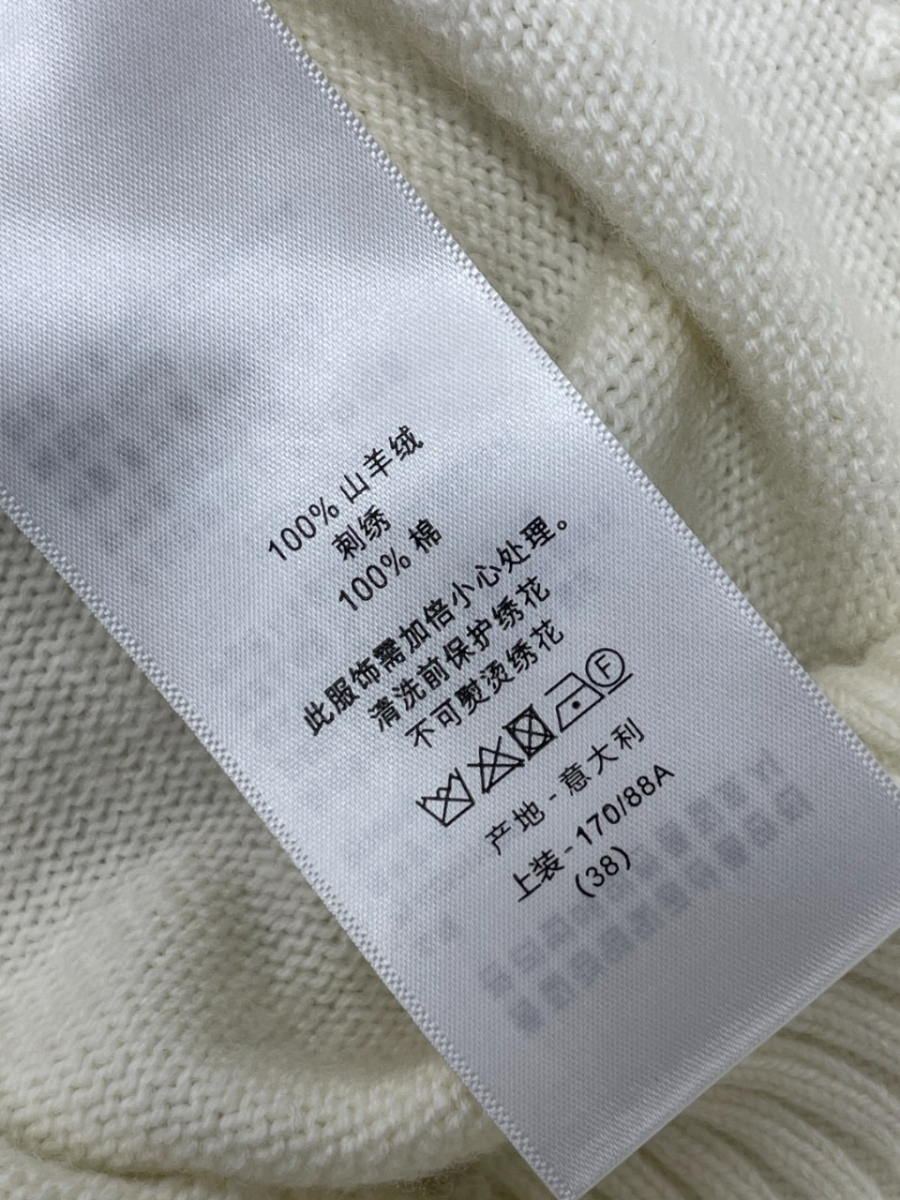 100% 山羊绒
刺绣
100% 棉
此服饰需加倍小心处理。
清洗前保护绣花
不可熨烫绣花
F
产地 - 意大利
上装 - 170/88A
(38)